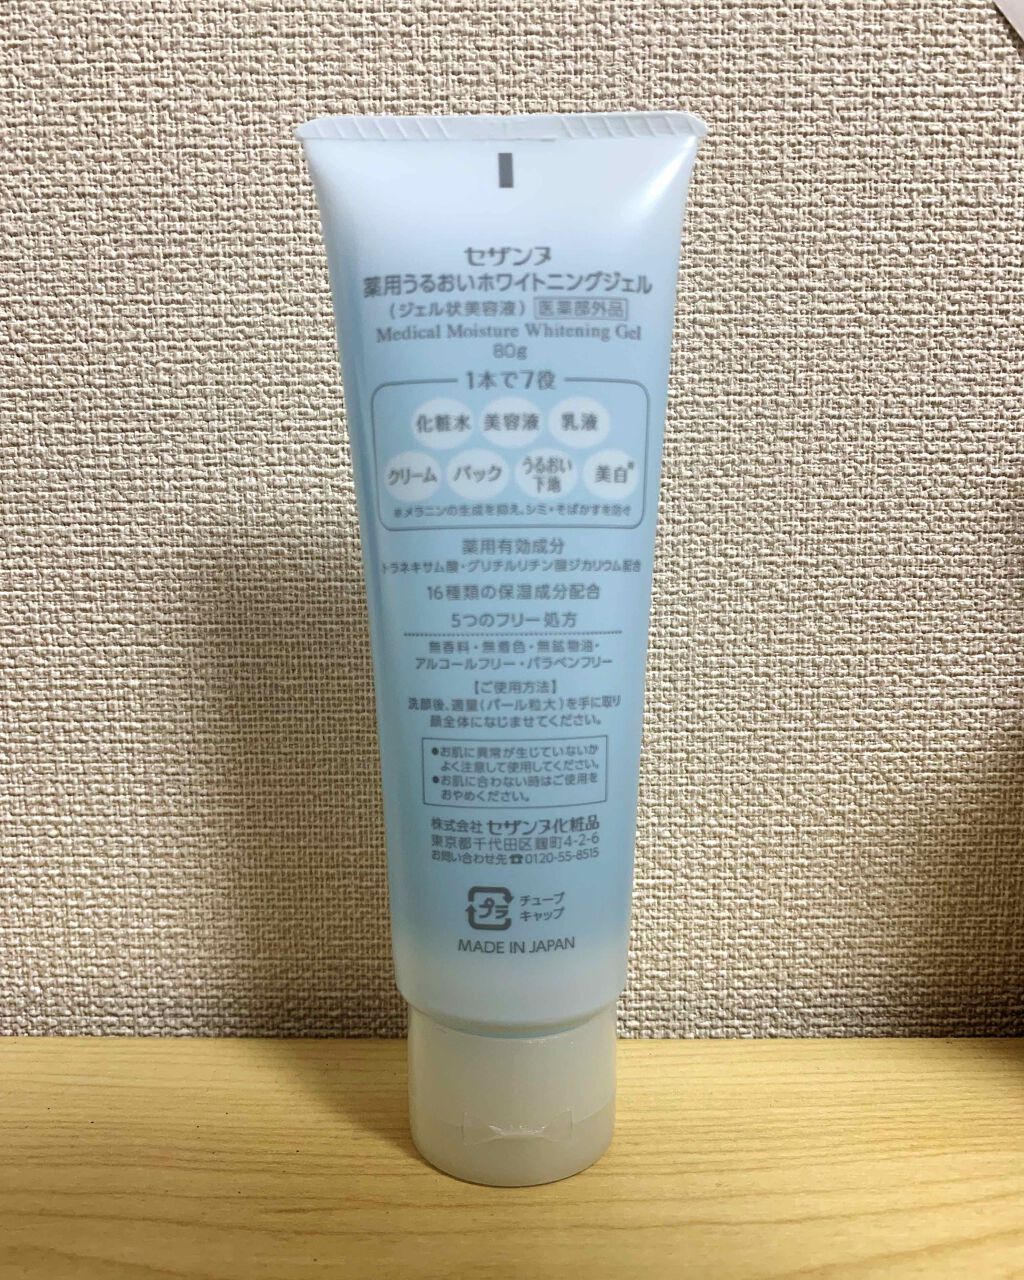 セザンヌ
薬用うるおいホワイトニングジェル
(ジェル状美容液) 医薬部外品
Medical Moisture Whitening Gel
80g
1本で7役
化粧水 美容液 乳液
クリーム パック うるおい下地 美白※
※メラニンの生成を抑え、シミ・そばかすを防ぐ
薬用有効成分
トラネキサム酸・グリチルリチン酸ジカリウム配合
16種類の保湿成分配合
5つのフリー処方
無香料・無着色・無鉱物油・
アルコールフリー・パラベンフリー
【ご使用方法】
洗顔後、適量(パール粒大)を手に取り
顔全体になじませてください。
●お肌に異常が生じていないか
よく注意して使用してください。
●お肌に合わない時はご使用を
おやめください。
株式会社 セザンヌ化粧品
東京都千代田区麹町4-2-6
お問い合わせ先☎0120-55-8515
プラ チューブ
キャップ
MADE IN JAPAN